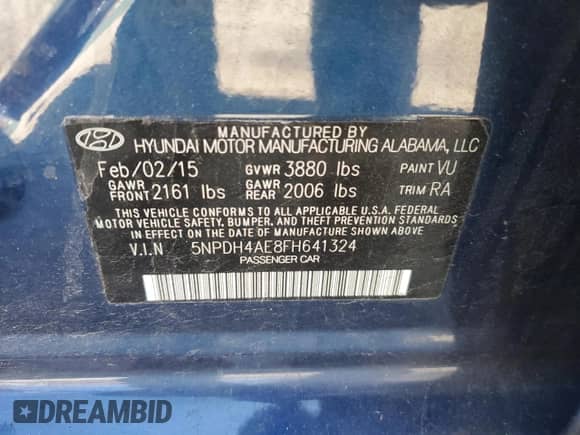 MANUFACTURED BY
HYUNDAI MOTOR MANUFACTURING ALABAMA, LLC
Feb/02/15 GVWR 3880 lbs PAINT VU
GAWR FRONT 2161 lbs GAWR REAR 2006 lbs TRIM RA
THIS VEHICLE CONFORMS TO ALL APPLICABLE U.S.A. FEDERAL
MOTOR VEHICLE SAFETY, BUMPER, AND THEFT PREVENTION
STANDARDS IN EFFECT ON THE DATE OF MANUFACTURE SHOWN ABOVE.
V.I.N 5NPDH4AE8FH641324
PASSENGER CAR
DREAMBID